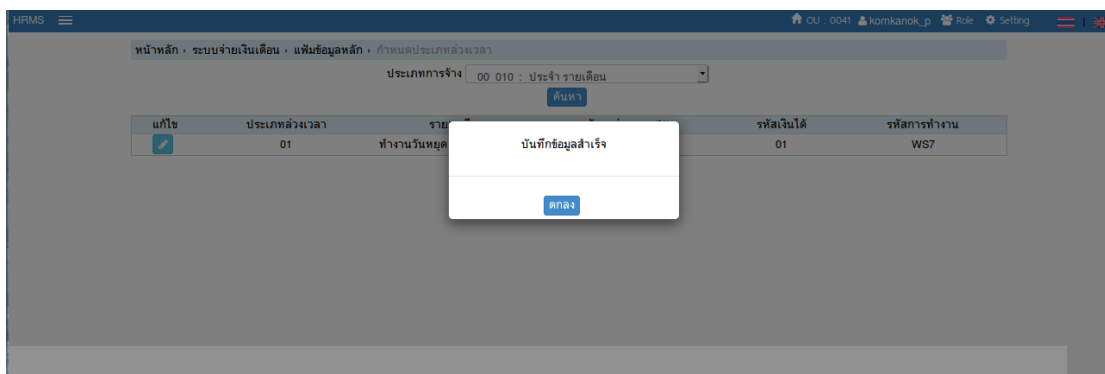 HRMS OU : 0041 kornkanok_p Role Setting
หน้าหลัก › ระบบจ่ายเงินเดือน › แฟ้มข้อมูลหลัก › กำหนดประเภทล่วงเวลา
ประเภทการจ้าง 00 010 : ประจำ รายเดือน
ค้นหา
แก้ไข ประเภทล่วงเวลา รหัสเงินได้ รหัสการทำงาน
01 ทำงานวันหยุด 01 WS7
บันทึกข้อมูลสำเร็จ
ตกลง